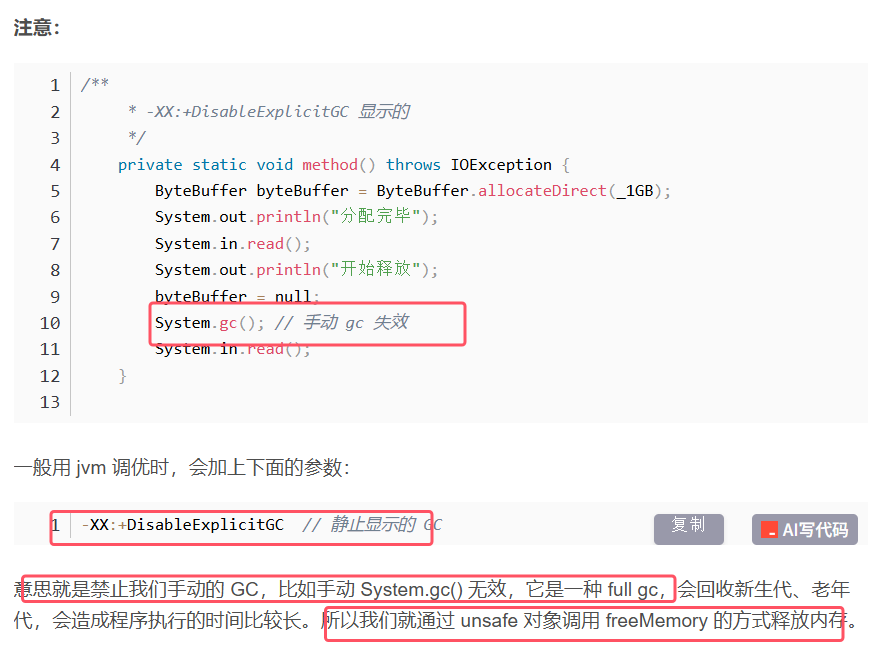 注意：
1 /**
2 * -XX:+DisableExplicitGC 显示的
3 */
4 private static void method() throws IOException {
5 ByteBuffer byteBuffer = ByteBuffer.allocateDirect(_1GB);
6 System.out.println("分配完毕");
7 System.in.read();
8 System.out.println("开始释放");
9 byteBuffer = null;
10 System.gc(); // 手动 gc 失效
11 System.in.read();
12 }
13
一般用 jvm 调优时，会加上下面的参数：
1 -XX:+DisableExplicitGC // 静止显示的 GC
复制
AI写代码
意思就是禁止我们手动的 GC，比如手动 System.gc() 无效，它是一种 full gc，会回收新生代、老年
代，会造成程序执行的时间比较长。所以我们就通过 unsafe 对象调用 freeMemory 的方式释放内存。